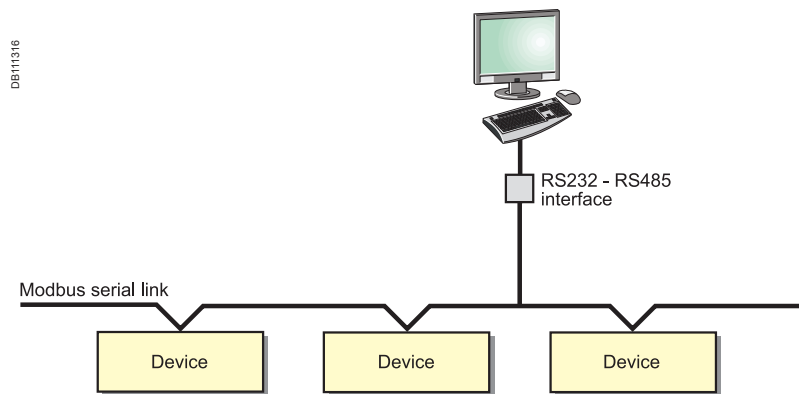 DB111316
RS232 - RS485
interface
Modbus serial link
Device
Device
Device